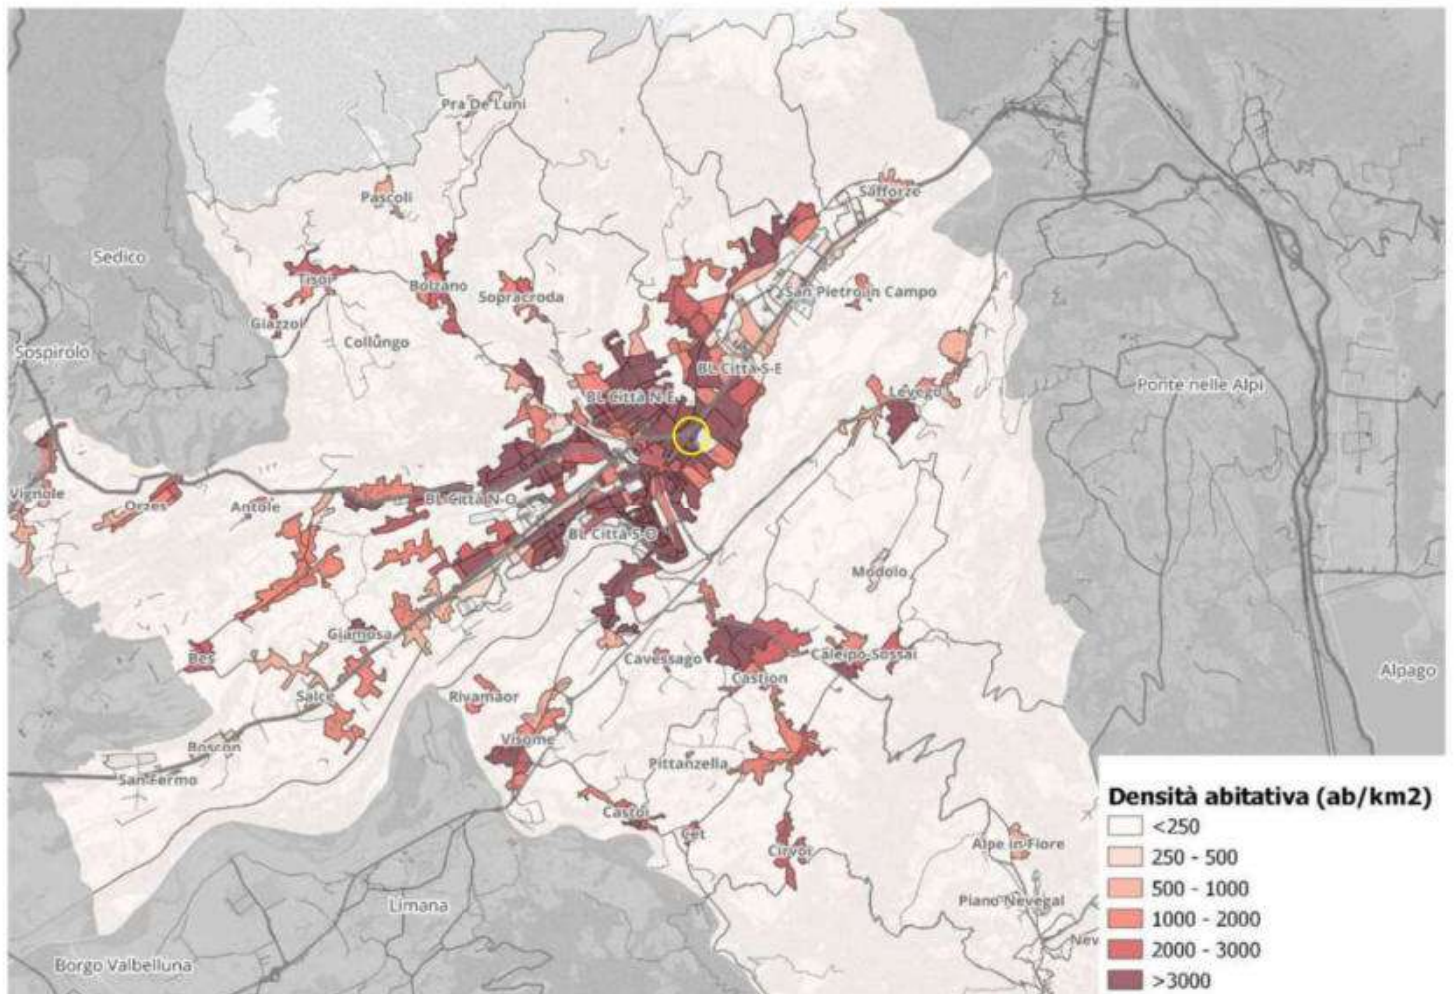 Pra De Luni
Pascoli
Safforze
Sedico
Tisoi
Bolzano
Sopracroda
San Pietro in Campo
Giazzoi
Collungo
Sospirolo
BL Città S-E
Ponte nelle Alpi
BL Città N-E
Levego
Vignole
Orzes
Antole
BL Città N-O
BL Città S-O
Modolo
Giamosa
Bes
Cavessago
Caleipo-Sossai
Castion
Alpago
Salce
Rivamaor
Visome
Boscon
San Fermo
Pittanzella
Castoi
Cet
Cirvoi
Alpe in Fiore
Limana
Piano Nevegal
Nev
Borgo Valbelluna
Densità abitativa (ab/km2)
<250
250 - 500
500 - 1000
1000 - 2000
2000 - 3000
>3000